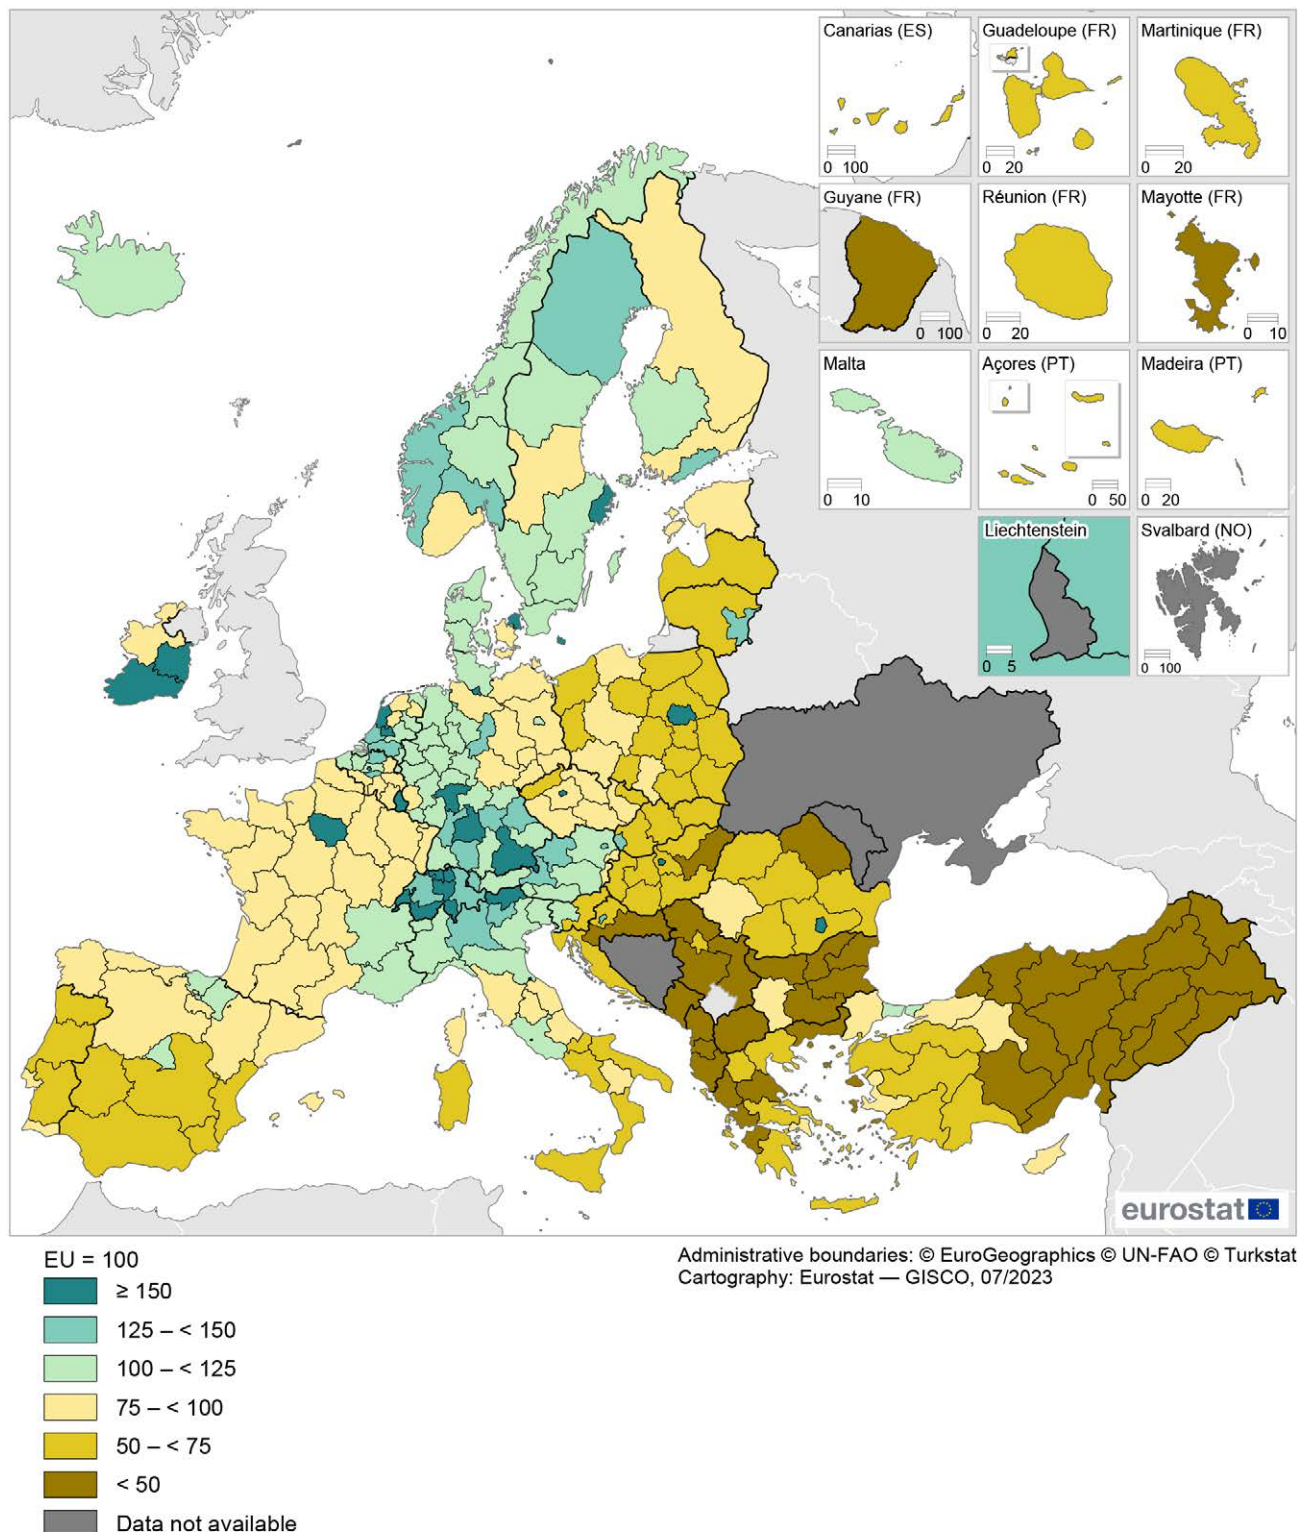 Canarias (ES)
0 100
Guadeloupe (FR)
0 20
Martinique (FR)
0 20
Guyane (FR)
0 100
Réunion (FR)
0 20
Mayotte (FR)
0 10
Malta
0 10
Açores (PT)
0 50
Madeira (PT)
0 20
Liechtenstein
0 5
Svalbard (NO)
0 100
eurostat
Administrative boundaries: © EuroGeographics © UN-FAO © Turkstat
Cartography: Eurostat — GISCO, 07/2023
EU = 100
≥ 150
125 – < 150
100 – < 125
75 – < 100
50 – < 75
< 50
Data not available